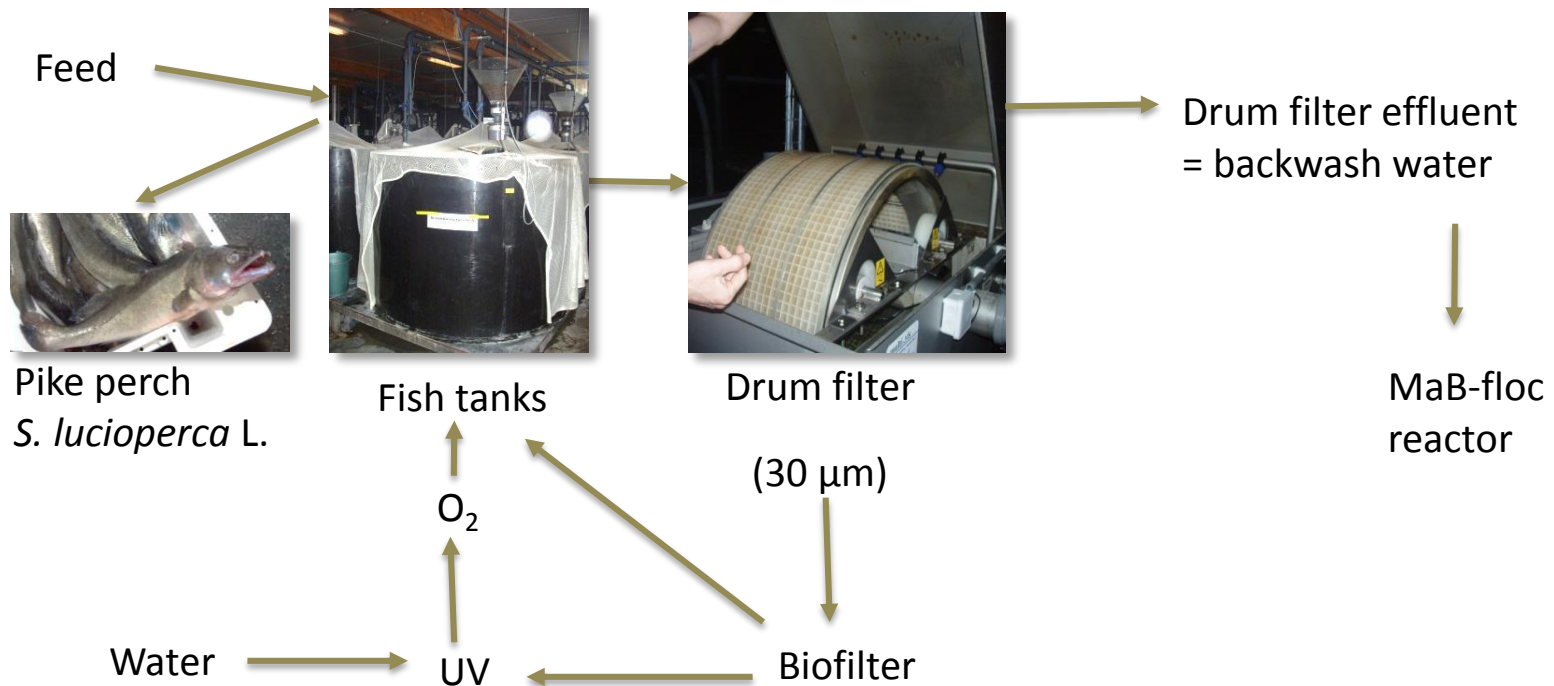 Feed
Drum filter effluent
= backwash water
Pike perch
S. lucioperca L.
Fish tanks
Drum filter
MaB-floc
reactor
(30 µm)
O₂
Water
UV
Biofilter